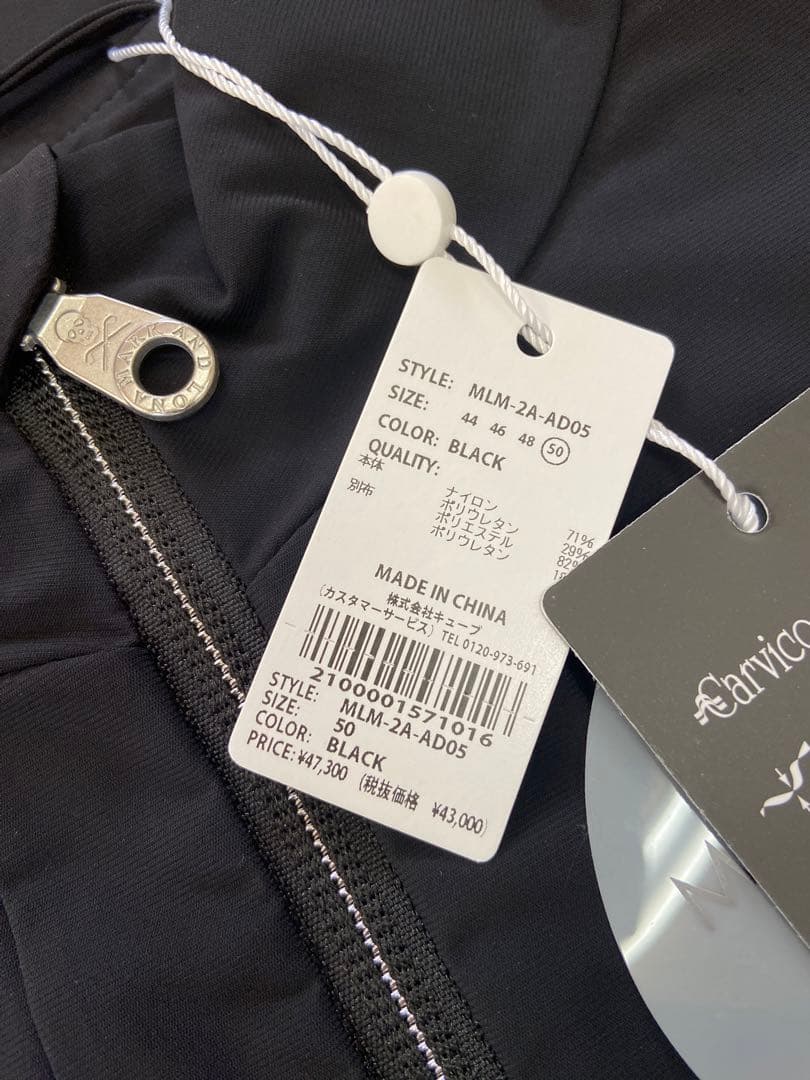 MARK AND LONA
STYLE: MLM-2A-AD05
SIZE: 44 46 48 50
COLOR: BLACK
QUALITY:
本体 ナイロン 71%
ポリウレタン 29%
別布 ポリエステル 82%
ポリウレタン
MADE IN CHINA
株式会社キューブ
(カスタマーサービス) TEL 0120-973-691
2100001571016
STYLE: MLM-2A-AD05
SIZE: 50
COLOR: BLACK
PRICE: ¥47,300 (税抜価格 ¥43,000)
Carvico
M